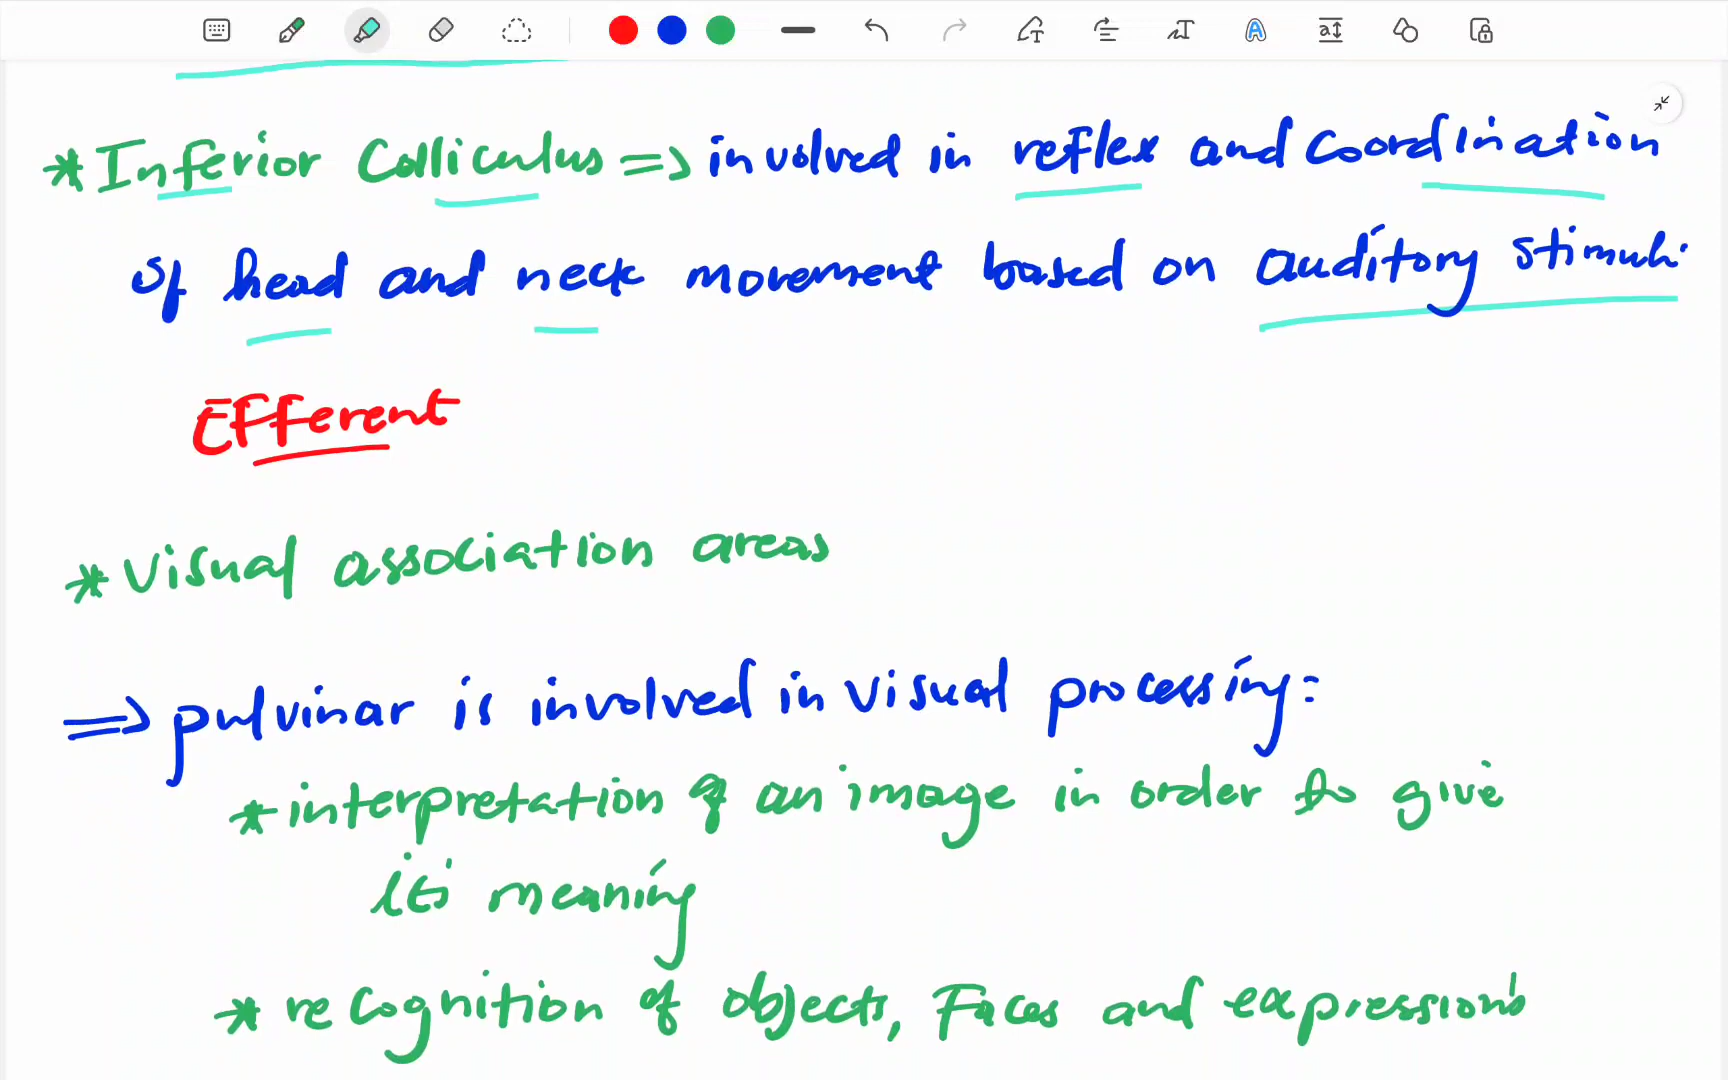 * Inferior Colliculus => involved in reflex and coordination
of head and neck movement based on auditory stimuli
Efferent
* Visual association areas
=> pulvinar is involved in visual processing:
* interpretation of an image in order to give
it's meaning
* recognition of objects, Faces and expressions